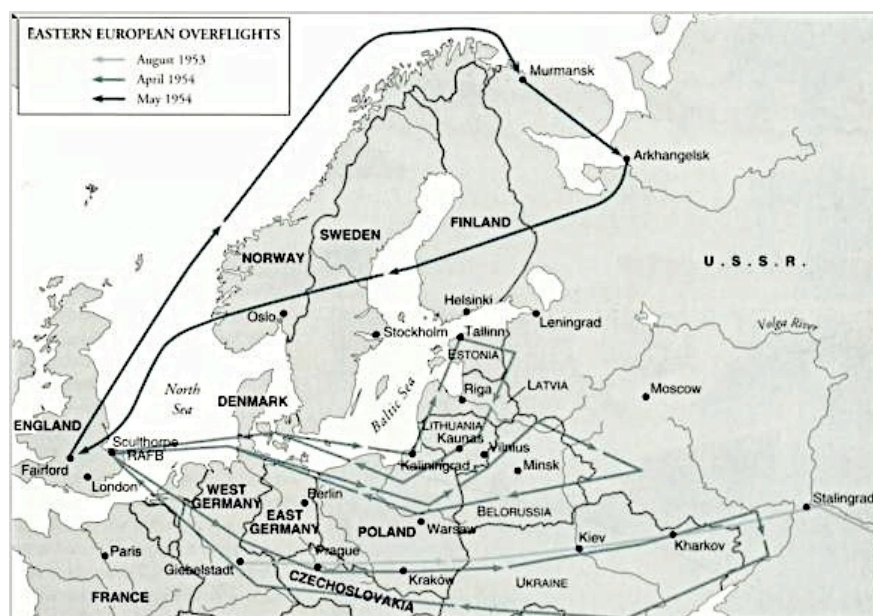 EASTERN EUROPEAN OVERFLIGHTS
August 1953
April 1954
May 1954
Murmansk
Arkhangelsk
FINLAND
SWEDEN
NORWAY
U.S.S.R.
Helsinki
Oslo
Leningrad
Stockholm
Tallinn
Volga River
ESTONIA
North
Sea
Baltic Sea
Riga
LATVIA
Moscow
DENMARK
ENGLAND
LITHUANIA
Sculthorpe
RAFB
Kaunas
Vilnius
Fairford
Kaliningrad
Minsk
London
WEST
GERMANY
Berlin
EAST
GERMANY
BELORUSSIA
Stalingrad
POLAND
Warsaw
Kiev
Kharkov
Paris
Prague
Giebelstadt
Kraków
CZECHOSLOVAKIA
UKRAINE
FRANCE